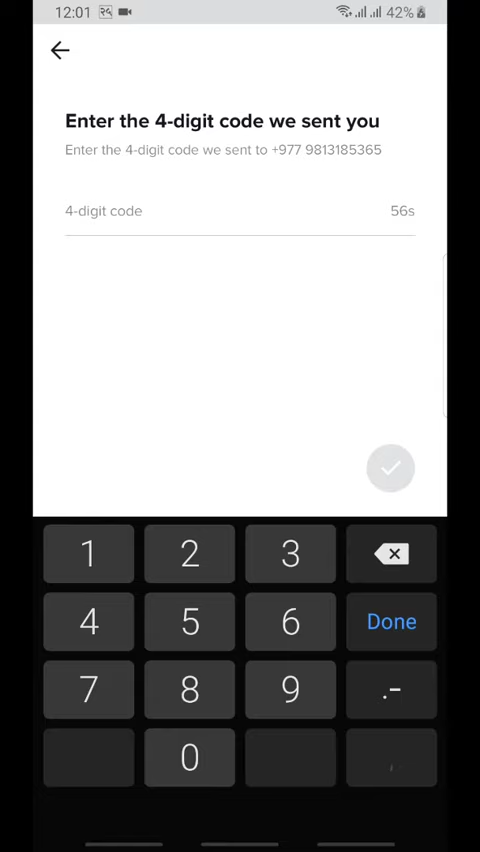 12:01 २५ 42%
Enter the 4-digit code we sent you
Enter the 4-digit code we sent to +977 9813185365
4-digit code 56s
1 2 3
4 5 6 Done
7 8 9 .-
0 ,